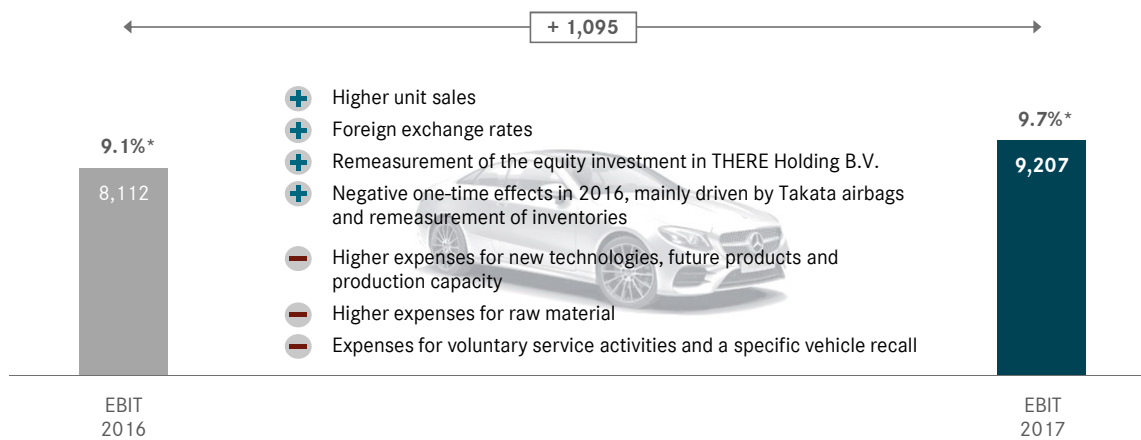 + 1,095
Higher unit sales
Foreign exchange rates
Remeasurement of the equity investment in THERE Holding B.V.
Negative one-time effects in 2016, mainly driven by Takata airbags
and remeasurement of inventories
Higher expenses for new technologies, future products and
production capacity
Higher expenses for raw material
Expenses for voluntary service activities and a specific vehicle recall
9.1%*
8,112
EBIT
2016
9.7%*
9,207
EBIT
2017